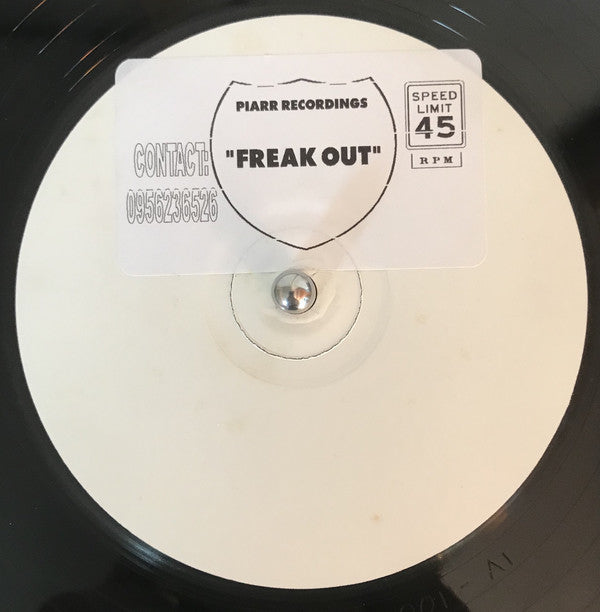 PIARR RECORDINGS
"FREAK OUT"
CONTACT:
0956236526
SPEED
LIMIT
45
RPM